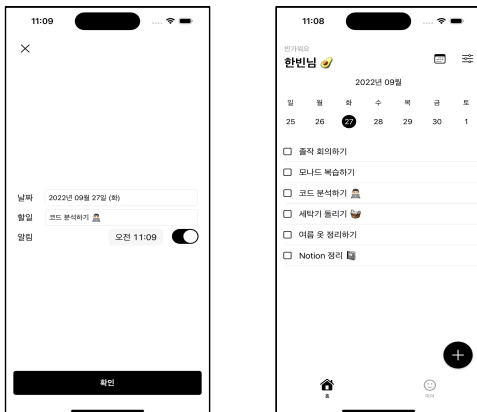 11:09
날짜 2022년 09월 27일 (화)
할일 코드 분석하기
알림 오전 11:09
확인
11:08
반가워요
한빈님 🥑
2022년 09월
일 월 화 수 목 금 토
25 26 27 28 29 30 1
졸작 회의하기
모나드 복습하기
코드 분석하기
세탁기 돌리기
여름 옷 정리하기
Notion 정리
홈